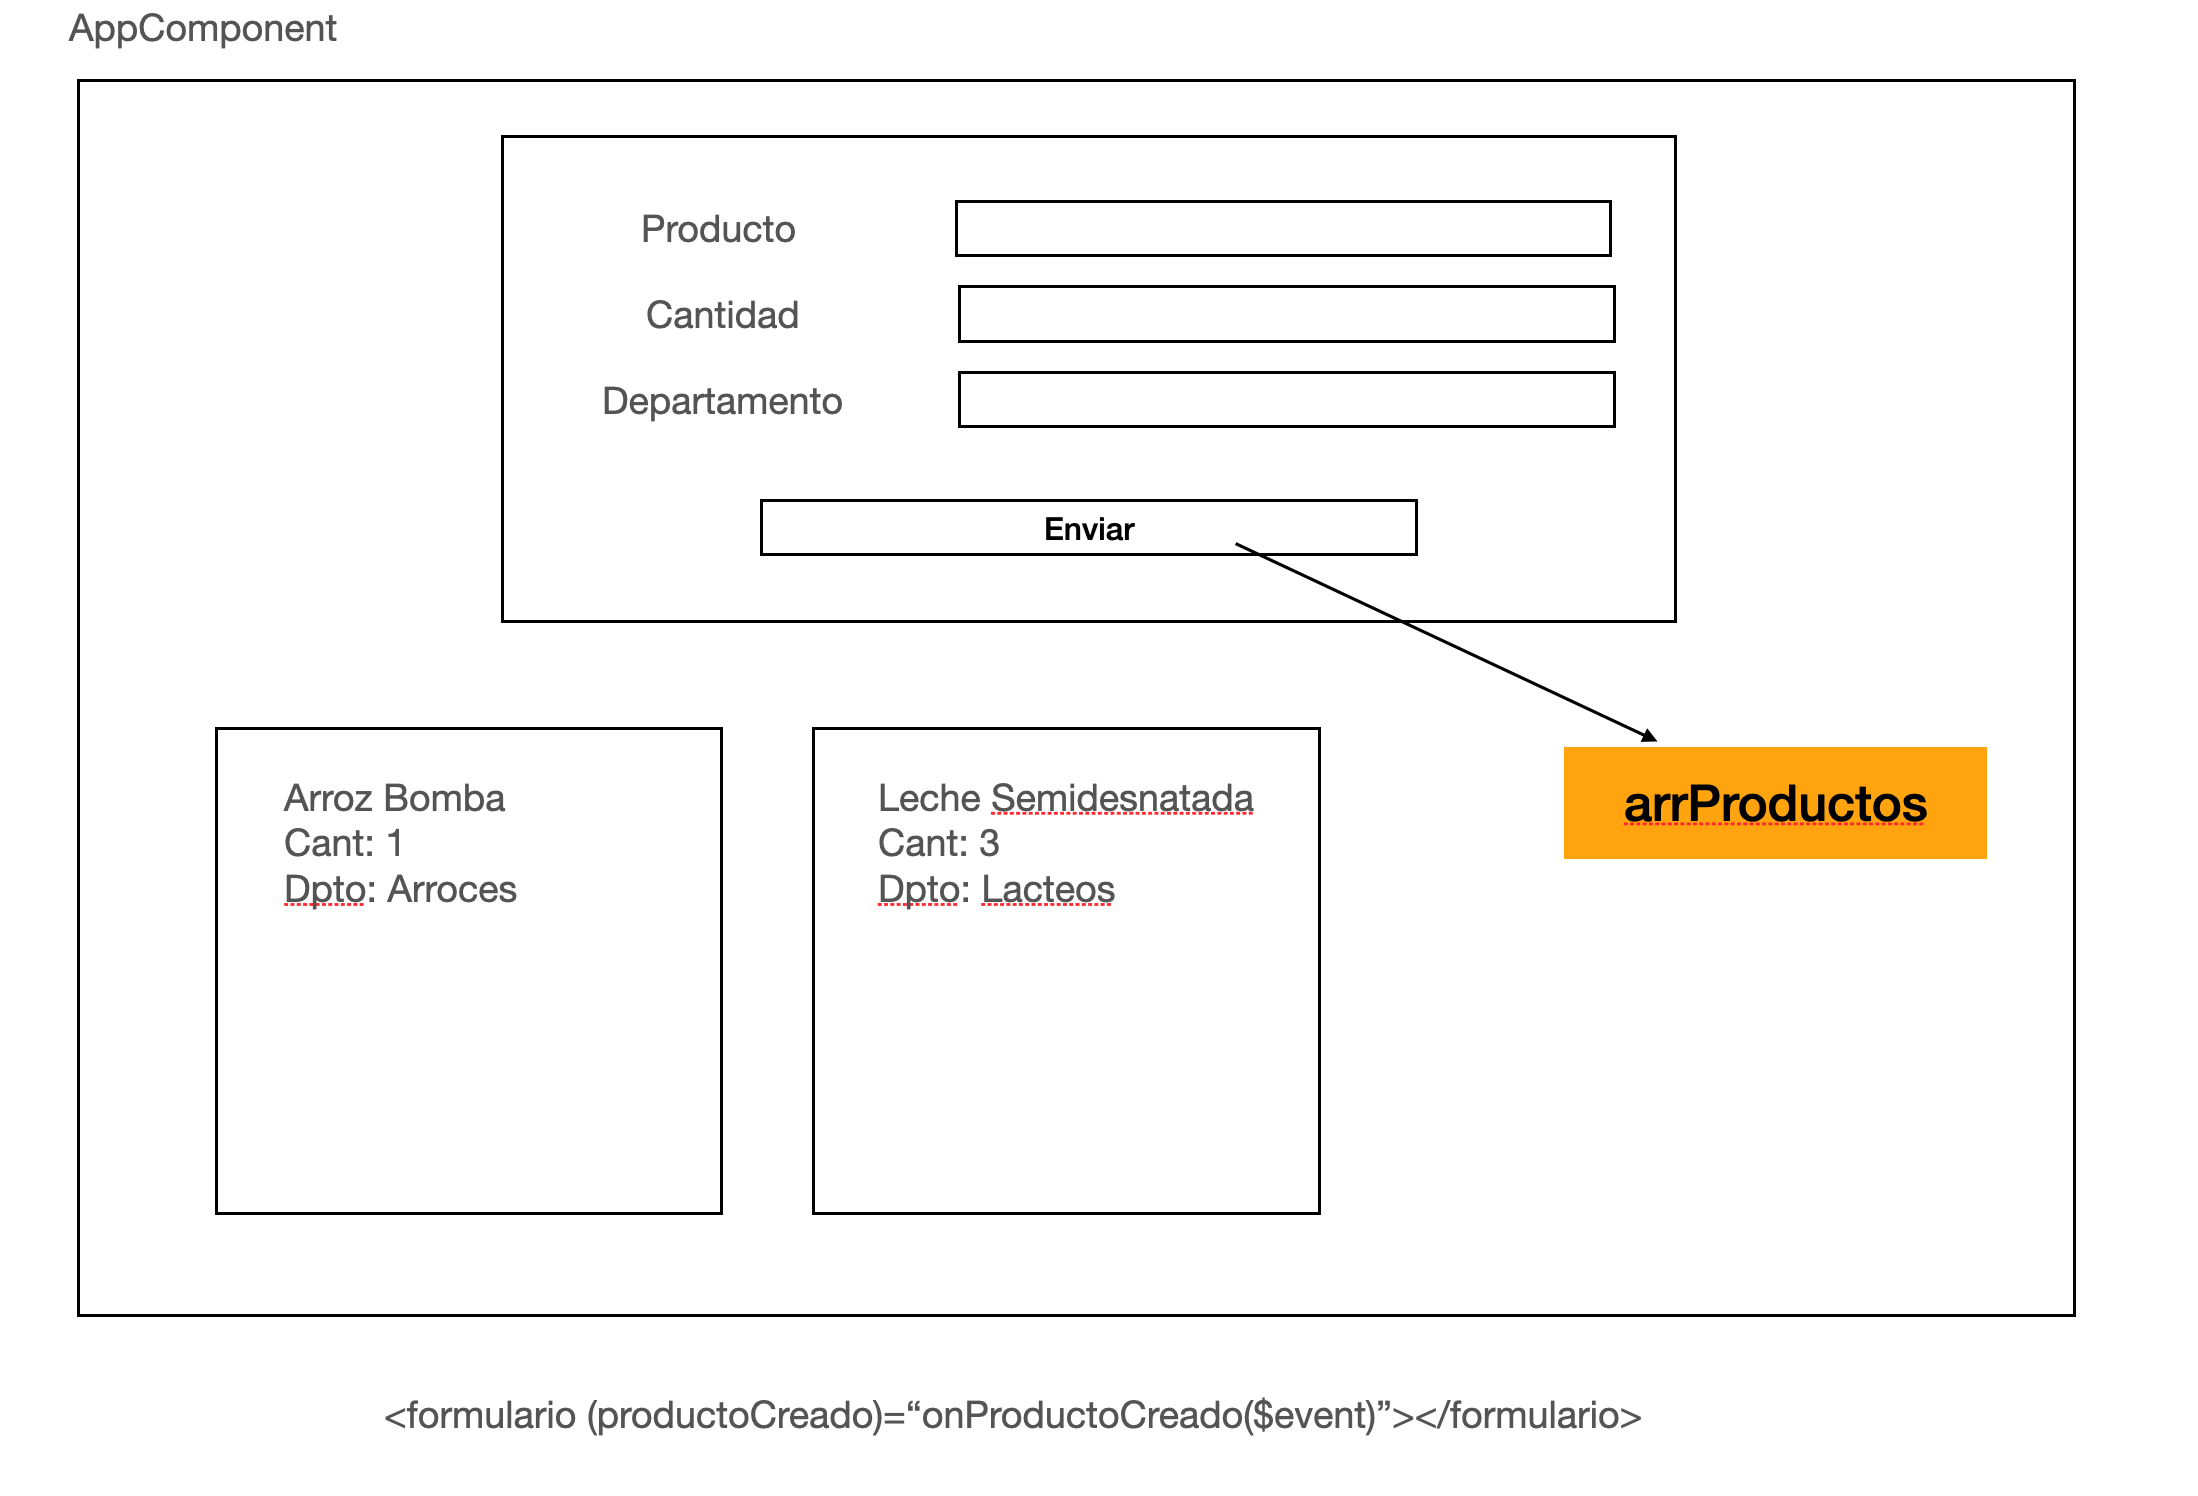 AppComponent
Producto
Cantidad
Departamento
Enviar
Arroz Bomba
Cant: 1
Dpto: Arroces
Leche Semidesnatada
Cant: 3
Dpto: Lacteos
arrProductos
<formulario (productoCreado)=“onProductoCreado($event)”></formulario>